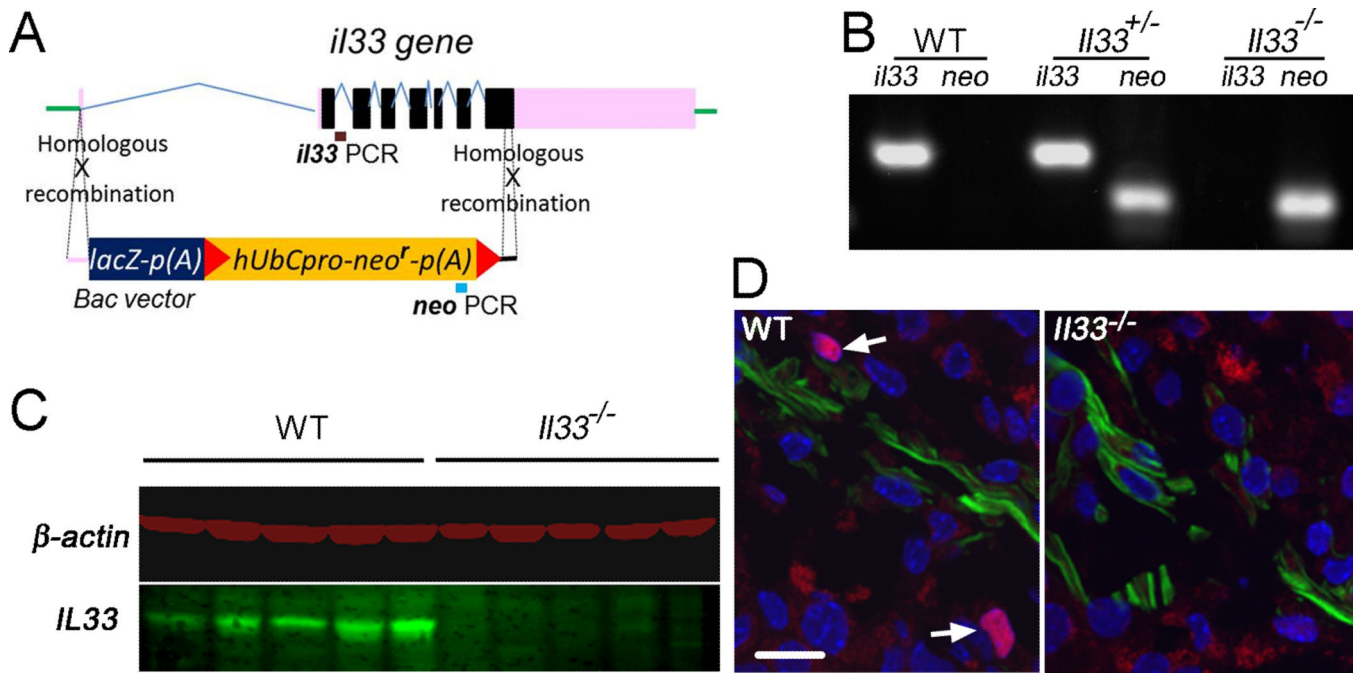 A
il33 gene
Homologous
X
recombination
il33 PCR
Homologous
X
recombination
lacZ-p(A)
hUbCpro-neoʳ-p(A)
Bac vector
neo PCR
B
WT
Il33⁺/⁻
Il33⁻/⁻
il33 neo
il33 neo
il33 neo
C
WT
Il33⁻/⁻
β-actin
IL33
D
WT
Il33⁻/⁻